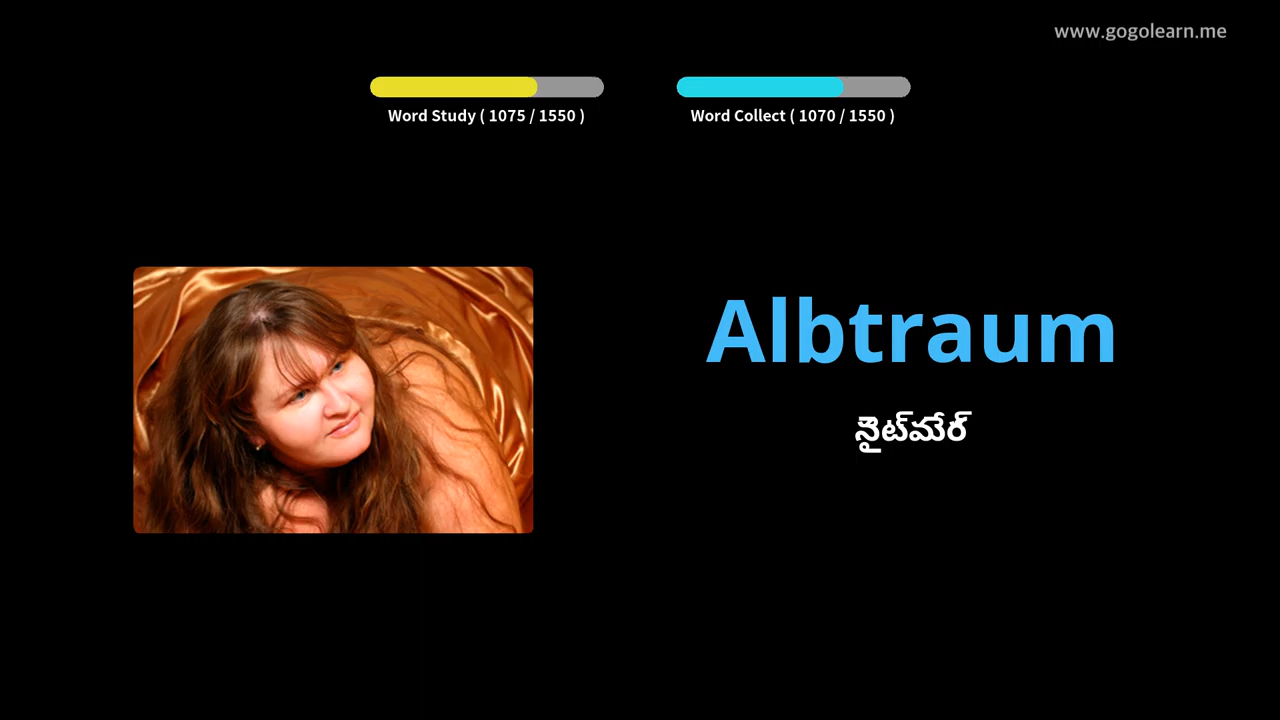 www.gogolearn.me
Word Study ( 1075 / 1550 )
Word Collect ( 1070 / 1550 )
Albtraum
నైట్‌మేర్